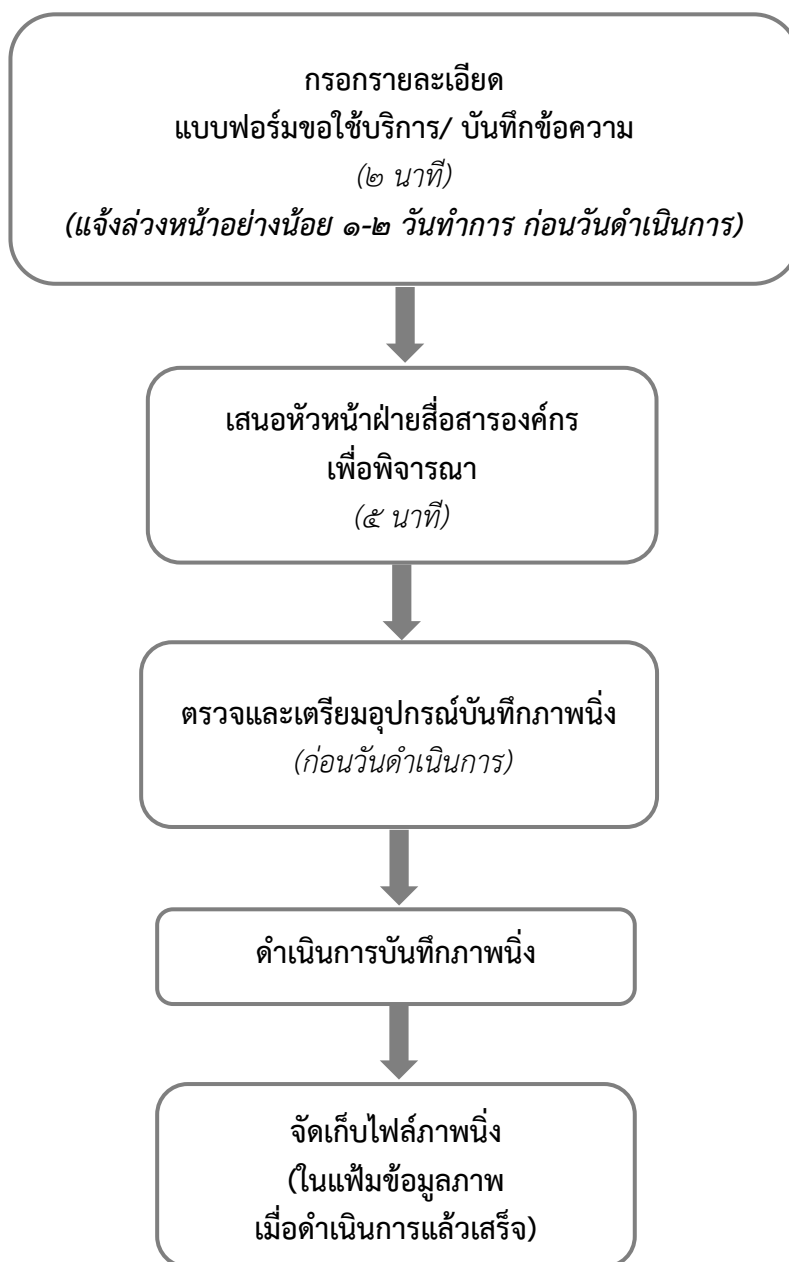 กรอกรายละเอียด
แบบฟอร์มขอใช้บริการ/ บันทึกข้อความ
(๒ นาที)
(แจ้งล่วงหน้าอย่างน้อย ๑-๒ วันทำการ ก่อนวันดำเนินการ)
เสนอหัวหน้าฝ่ายสื่อสารองค์กร
เพื่อพิจารณา
(๕ นาที)
ตรวจและเตรียมอุปกรณ์บันทึกภาพนิ่ง
(ก่อนวันดำเนินการ)
ดำเนินการบันทึกภาพนิ่ง
จัดเก็บไฟล์ภาพนิ่ง
(ในแฟ้มข้อมูลภาพ
เมื่อดำเนินการแล้วเสร็จ)